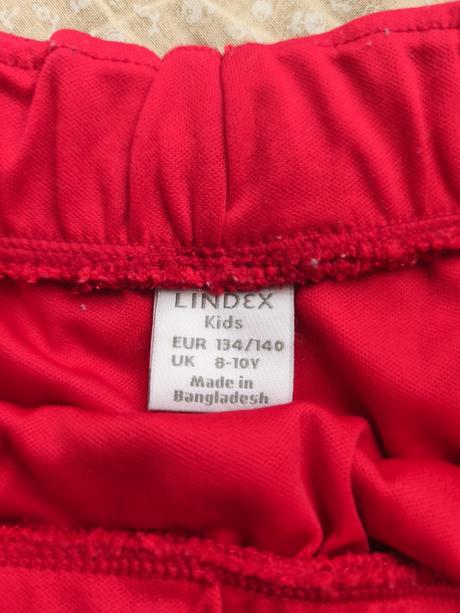 LINDEX
Kids
EUR 134/140
UK 8-10Y
Made in
Bangladesh